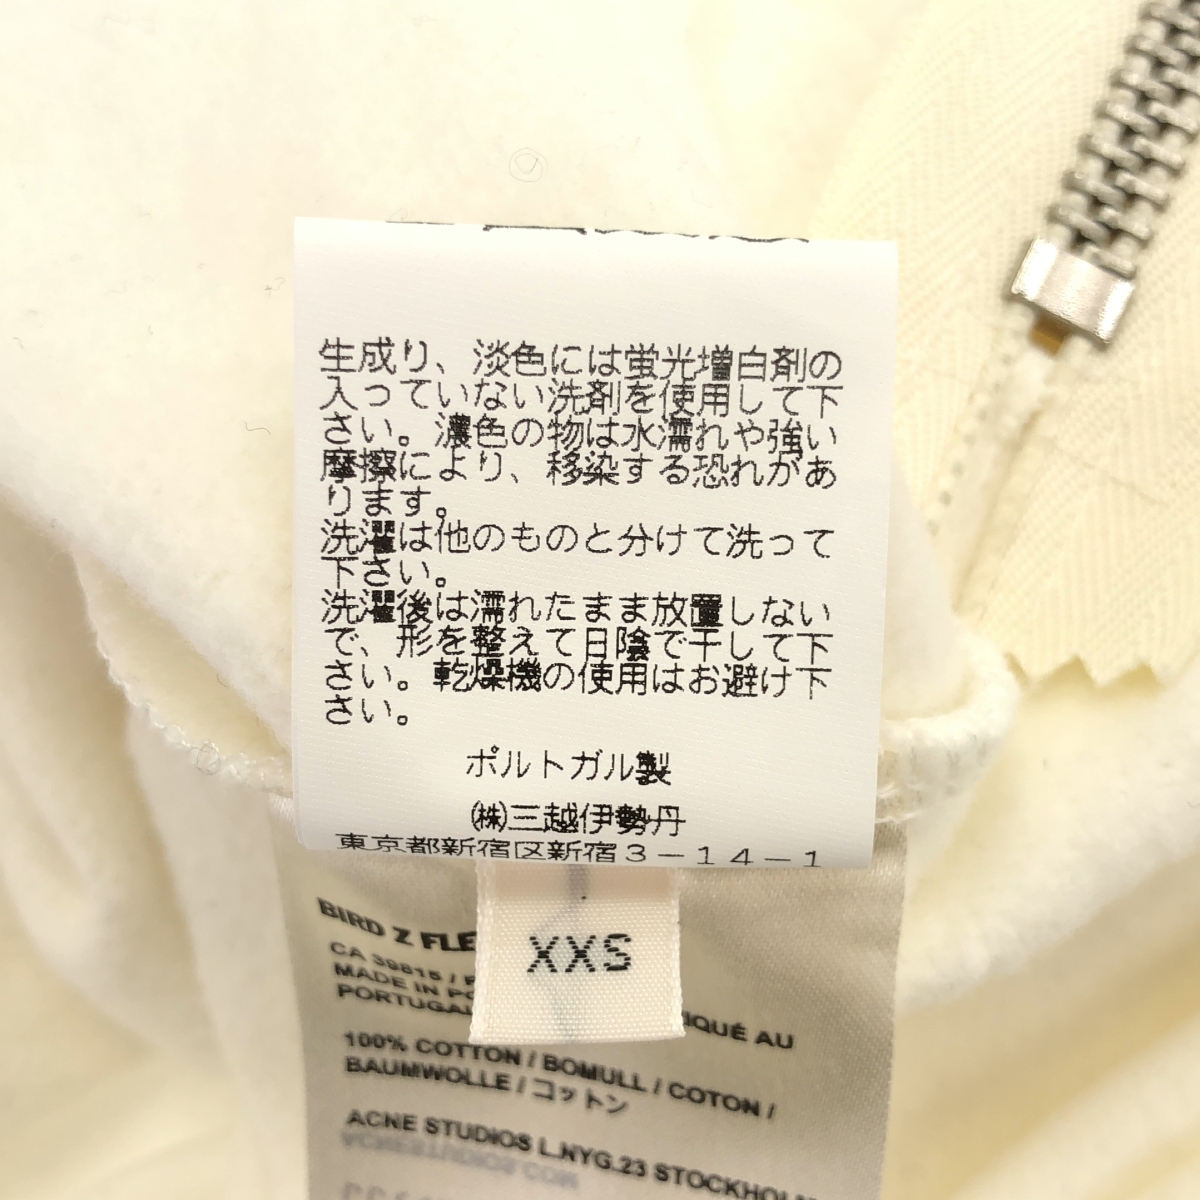 生成り、淡色には蛍光増白剤の
入っていない洗剤を使用して下
さい。濃色の物は水濡れや強い
摩擦により、移染する恐れがあ
ります。
洗濯は他のものと分けて洗って
下さい。
洗濯後は濡れたまま放置しない
で、形を整えて日陰で干して下
さい。乾燥機の使用はお避け下
さい。
ポルトガル製
㈱三越伊勢丹
東京都新宿区新宿3-14-1
XXS
BIRD Z
CA 39815 /
MADE IN
PORTUGAL
AU
100% COTTON / BOMULL / COTON /
BAUMWOLLE / コットン
ACNE STUDIOS L.NYG.23 STOCKHOLM